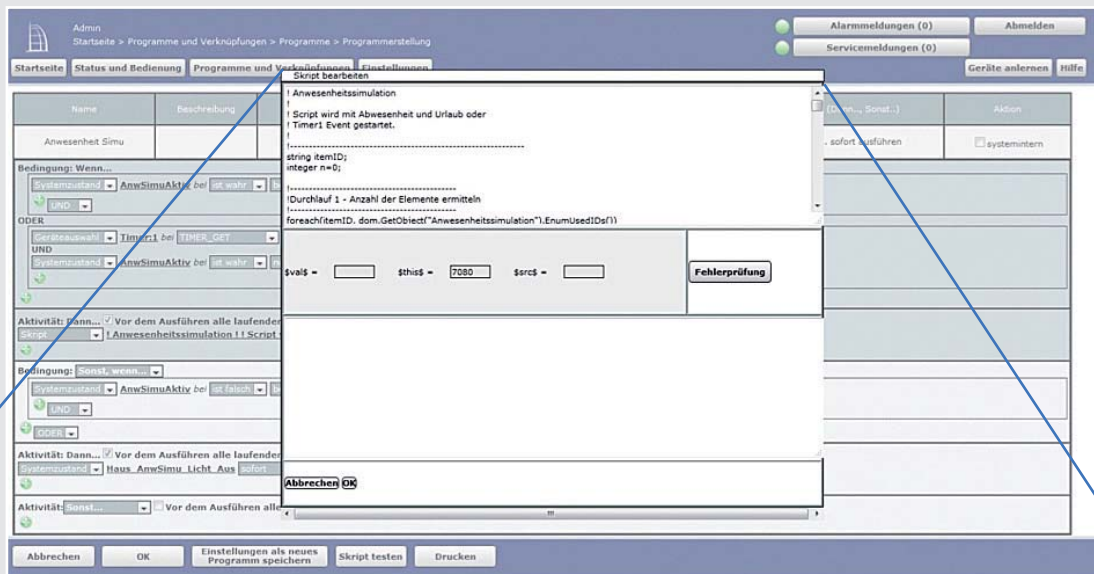 Admin
Startseite > Programme und Verknüpfungen > Programme > Programmerstellung
Alarmmeldungen (0)
Abmelden
Servicemeldungen (0)
Startseite
Status und Bedienung
Programme und Verknüpfungen
Einstellungen
Geräte anlernen
Hilfe
Name
Beschreibung
(Dann.., Sonst..)
Aktion
Anwesenheit Simu
. sofort ausführen
systemintern
Bedingung: Wenn...
Systemzustand AnwSimuAktiv bei ist wahr
UND
ODER
Geräteauswahl Timer:1 bei TIMER_GET
UND
Systemzustand AnwSimuAktiv bei ist wahr
Aktivität: Dann... Vor dem Ausführen alle laufenden
Skript ! Anwesenheitssimulation ! ! Script
Bedingung: Sonst, wenn...
Systemzustand AnwSimuAktiv bei ist falsch
UND
ODER
Aktivität: Dann... Vor dem Ausführen alle laufenden
Systemzustand Haus_AnwSimu_Licht_Aus sofort
Aktivität: Sonst... Vor dem Ausführen alle
Skript bearbeiten
! Anwesenheitssimulation
!
! Script wird mit Abwesenheit und Urlaub oder
! Timer1 Event gestartet.
!
!------------------------------------------------------------
string itemID;
integer n=0;
!-------------------------------------------
!Durchlauf 1 - Anzahl der Elemente ermitteln
!-------------------------------------------
foreach(itemID, dom.GetObject("Anwesenheitssimulation").EnumUsedIDs())
$val$ =
$this$ = 7080
$src$ =
Fehlerprüfung
Abbrechen OK
Abbrechen
OK
Einstellungen als neues
Programm speichern
Skript testen
Drucken